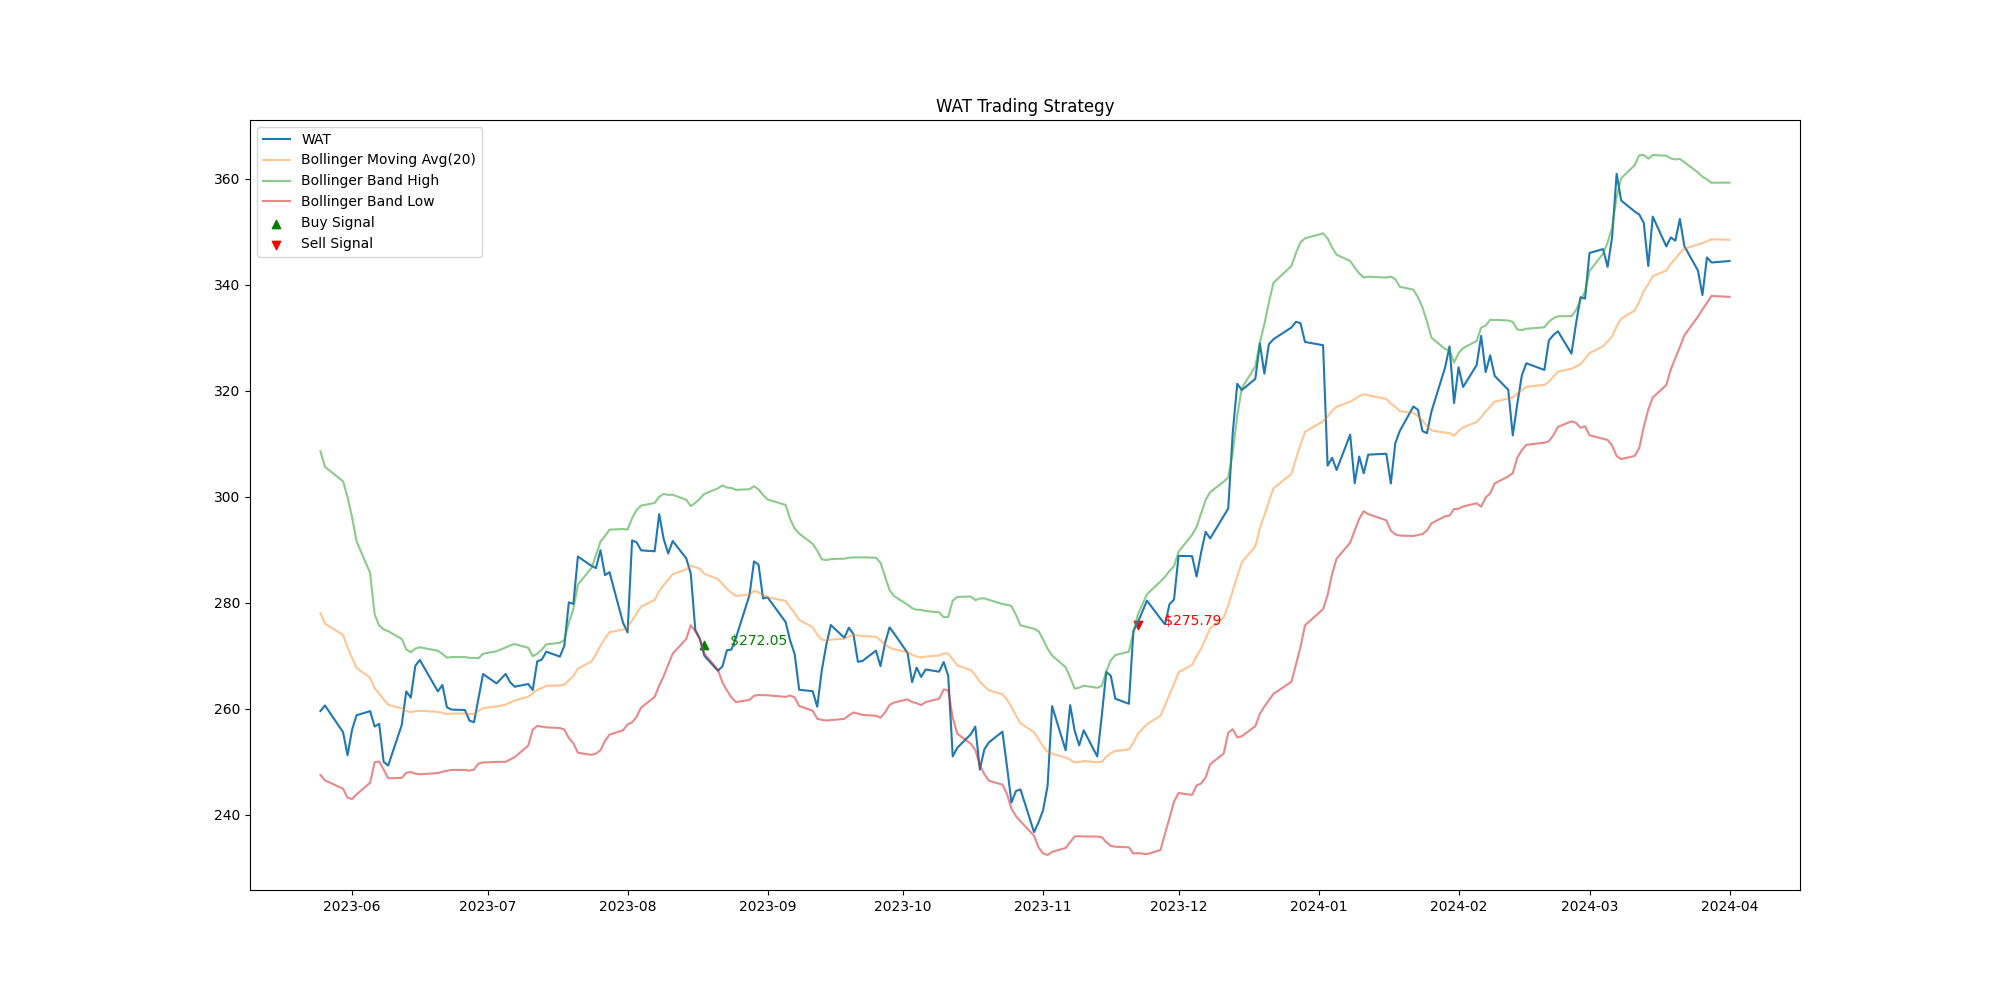 WAT Trading Strategy
WAT
Bollinger Moving Avg(20)
Bollinger Band High
Bollinger Band Low
Buy Signal
Sell Signal
360
340
320
300
280
260
240
$272.05
$275.79
2023-06 2023-07 2023-08 2023-09 2023-10 2023-11 2023-12 2024-01 2024-02 2024-03 2024-04